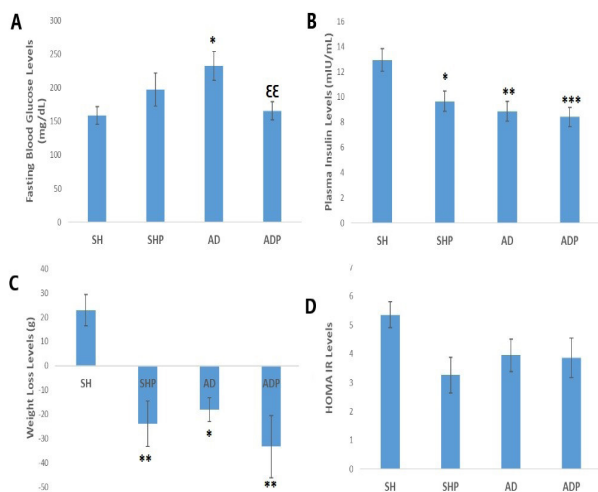 A
Fasting Blood Glucose Levels
(mg/dL)
300
250
200
150
100
50
0
*
ƐƐ
SH SHP AD ADP
B
Plasma Insulin Levels (mIU/mL)
16
14
12
10
8
6
4
2
0
*
**
***
SH SHP AD ADP
C
Weight Loss Levels (g)
40
30
20
10
0
-10
-20
-30
-40
-50
SH SHP AD ADP
**
*
**
D
HOMA IR Levels
7
6
5
4
3
2
1
0
SH SHP AD ADP